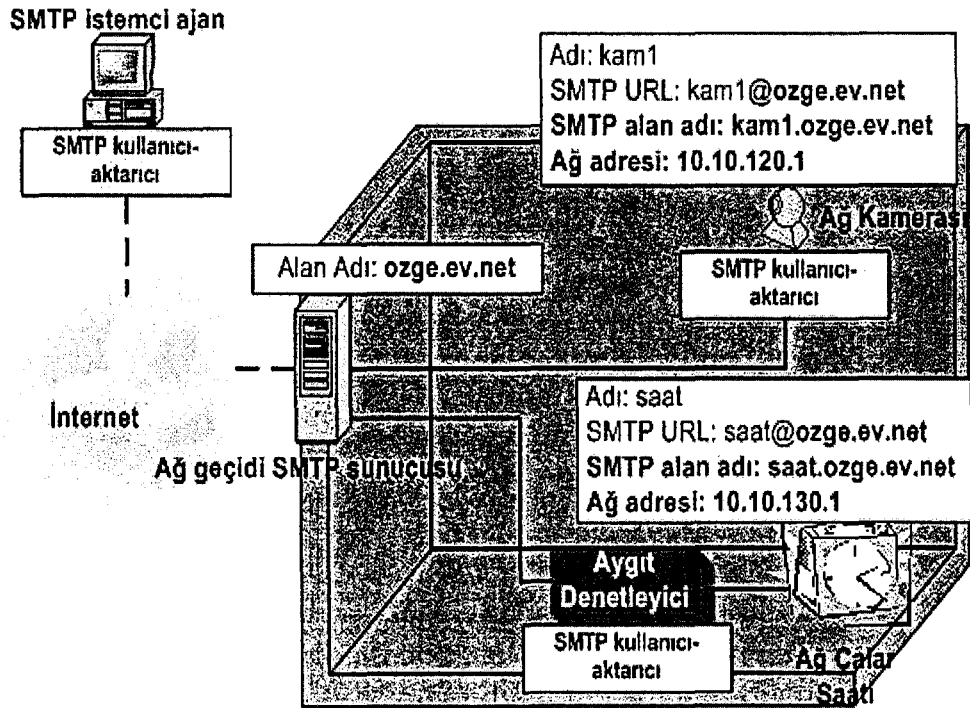 SMTP istemci ajan
SMTP kullanıcı-
aktarıcı
Adı: kam1
SMTP URL: kam1@ozge.ev.net
SMTP alan adı: kam1.ozge.ev.net
Ağ adresi: 10.10.120.1
Ağ Kamerası
SMTP kullanıcı-
aktarıcı
Alan Adı: ozge.ev.net
İnternet
Ağ geçidi SMTP sunucusu
Adı: saat
SMTP URL: saat@ozge.ev.net
SMTP alan adı: saat.ozge.ev.net
Ağ adresi: 10.10.130.1
Aygıt
Denetleyici
SMTP kullanıcı-
aktarıcı
Ağ Çalar
Saati